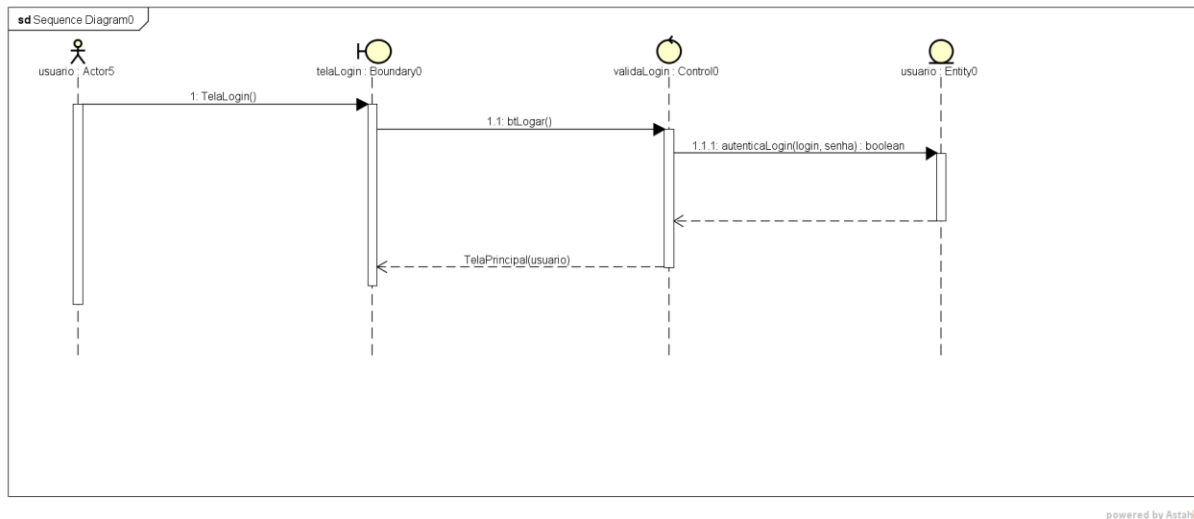 sd Sequence Diagram0
usuario : Actor5
telaLogin : Boundary0
validaLogin : Control0
usuario : Entity0
1: TelaLogin()
1.1: btLogar()
1.1.1: autenticaLogin(login, senha) : boolean
TelaPrincipal(usuario)
powered by Astah